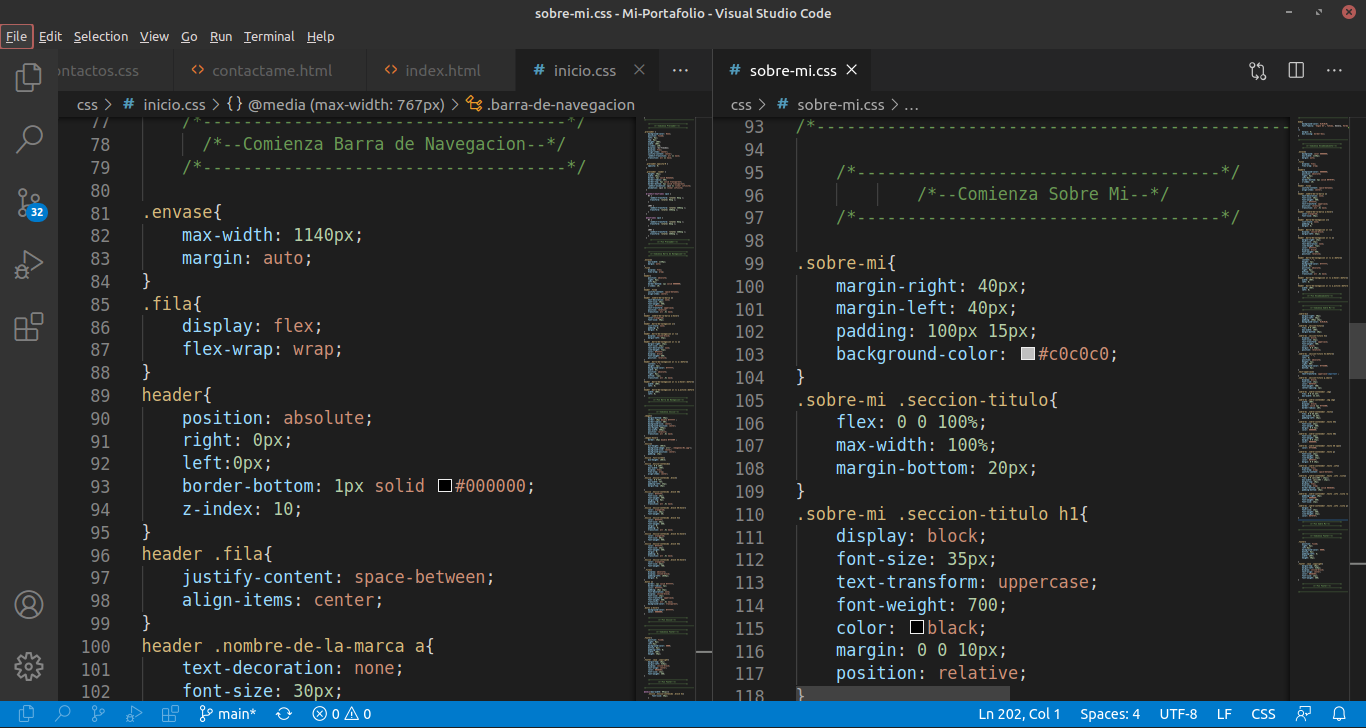 sobre-mi.css - Mi-Portafolio - Visual Studio Code
File Edit Selection View Go Run Terminal Help
ontactos.css <> contactame.html <> index.html # inicio.css × ···
css > # inicio.css > {} @media (max-width: 767px) > .barra-de-navegacion
77 /*------------------------------------*/
78 /*--Comienza Barra de Navegacion--*/
79 /*------------------------------------*/
80
81 .envase{
82 max-width: 1140px;
83 margin: auto;
84 }
85 .fila{
86 display: flex;
87 flex-wrap: wrap;
88 }
89 header{
90 position: absolute;
91 right: 0px;
92 left:0px;
93 border-bottom: 1px solid #000000;
94 z-index: 10;
95 }
96 header .fila{
97 justify-content: space-between;
98 align-items: center;
99 }
100 header .nombre-de-la-marca a{
101 text-decoration: none;
102 font-size: 30px;
# sobre-mi.css × ···
css > # sobre-mi.css > ...
93 /*-----------------------------------------------
94
95 /*------------------------------------*/
96 /*--Comienza Sobre Mi--*/
97 /*------------------------------------*/
98
99 .sobre-mi{
100 margin-right: 40px;
101 margin-left: 40px;
102 padding: 100px 15px;
103 background-color: #c0c0c0;
104 }
105 .sobre-mi .seccion-titulo{
106 flex: 0 0 100%;
107 max-width: 100%;
108 margin-bottom: 20px;
109 }
110 .sobre-mi .seccion-titulo h1{
111 display: block;
112 font-size: 35px;
113 text-transform: uppercase;
114 font-weight: 700;
115 color: black;
116 margin: 0 0 10px;
117 position: relative;
118 }
32
main* 0 0 Ln 202, Col 1 Spaces: 4 UTF-8 LF CSS